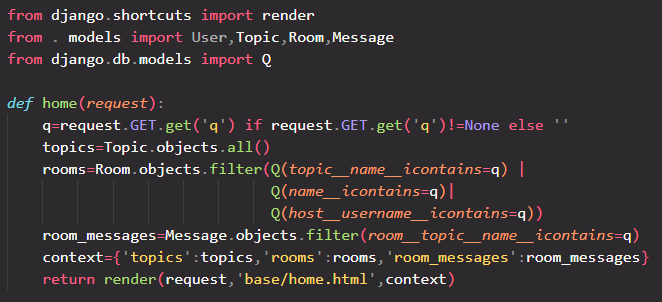 from django.shortcuts import render
from . models import User,Topic,Room,Message
from django.db.models import Q

def home(request):
    q=request.GET.get('q') if request.GET.get('q')!=None else ''
    topics=Topic.objects.all()
    rooms=Room.objects.filter(Q(topic__name__icontains=q) |
                              Q(name__icontains=q)|
                              Q(host__username__icontains=q))
    room_messages=Message.objects.filter(room__topic__name__icontains=q)
    context={'topics':topics,'rooms':rooms,'room_messages':room_messages}
    return render(request,'base/home.html',context)